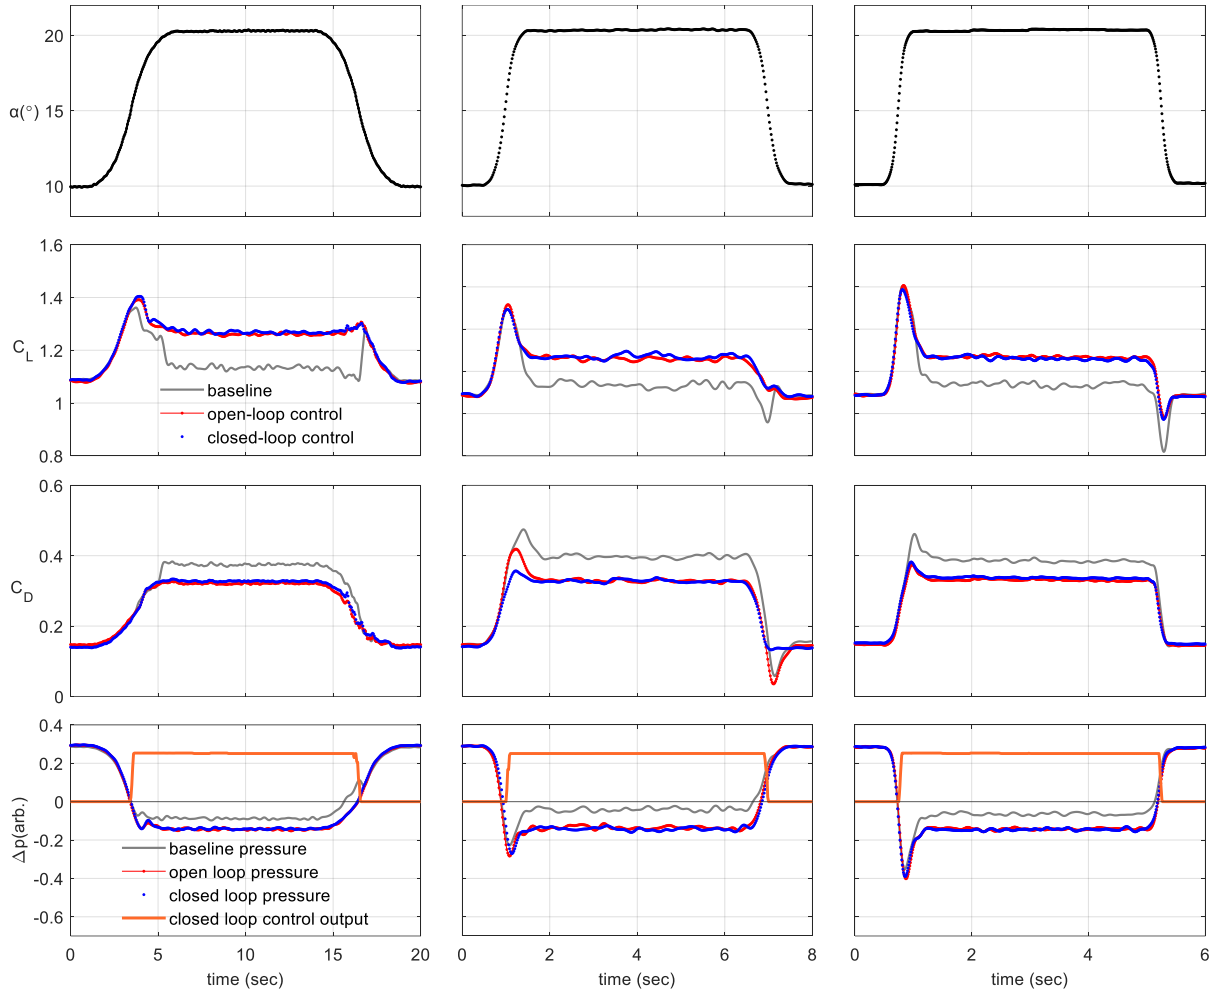 20
α(°)
15
10
1.6
1.4
C_L
1.2
1
0.8
baseline
open-loop control
closed-loop control
0.6
0.4
C_D
0.2
0
0.4
0.2
0
Δp(arb.)
-0.2
-0.4
-0.6
baseline pressure
open loop pressure
closed loop pressure
closed loop control output
0 5 10 15 20
0 2 4 6 8
0 2 4 6
time (sec)
time (sec)
time (sec)